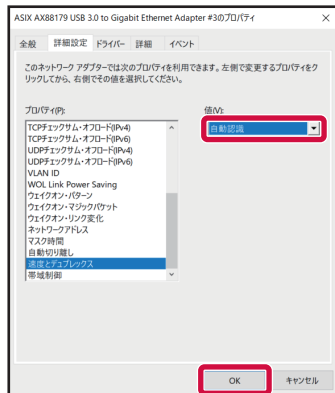 ASIX AX88179 USB 3.0 to Gigabit Ethernet Adapter #3のプロパティ
全般 詳細設定 ドライバー 詳細 イベント
このネットワーク アダプターでは次のプロパティを利用できます。左側で変更するプロパティをク
リックしてから、右側でその値を選択してください。
プロパティ(P):
値(V):
TCPチェックサム・オフロード(IPv4)
TCPチェックサム・オフロード(IPv6)
UDPチェックサム・オフロード(IPv4)
UDPチェックサム・オフロード(IPv6)
VLAN ID
WOL Link Power Saving
ウェイクオン・パターン
ウェイクオン・マジックパケット
ウェイクオン・リンク変化
ネットワークアドレス
マスク時間
自動切り離し
速度とデュプレックス
帯域制御
自動認識
OK キャンセル